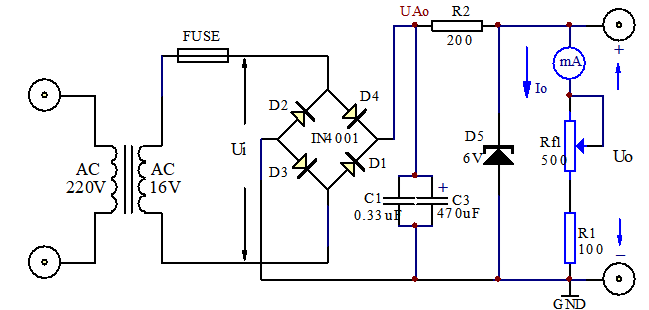 UAo
R2
FUSE
200
+
mA
D2
D4
Io
IN4001
Rf1
D5
Ui
6V
500
Uo
AC
AC
D3
D1
220V
16V
+
C1
C3
0.33uF
470uF
R1
100
−
GND